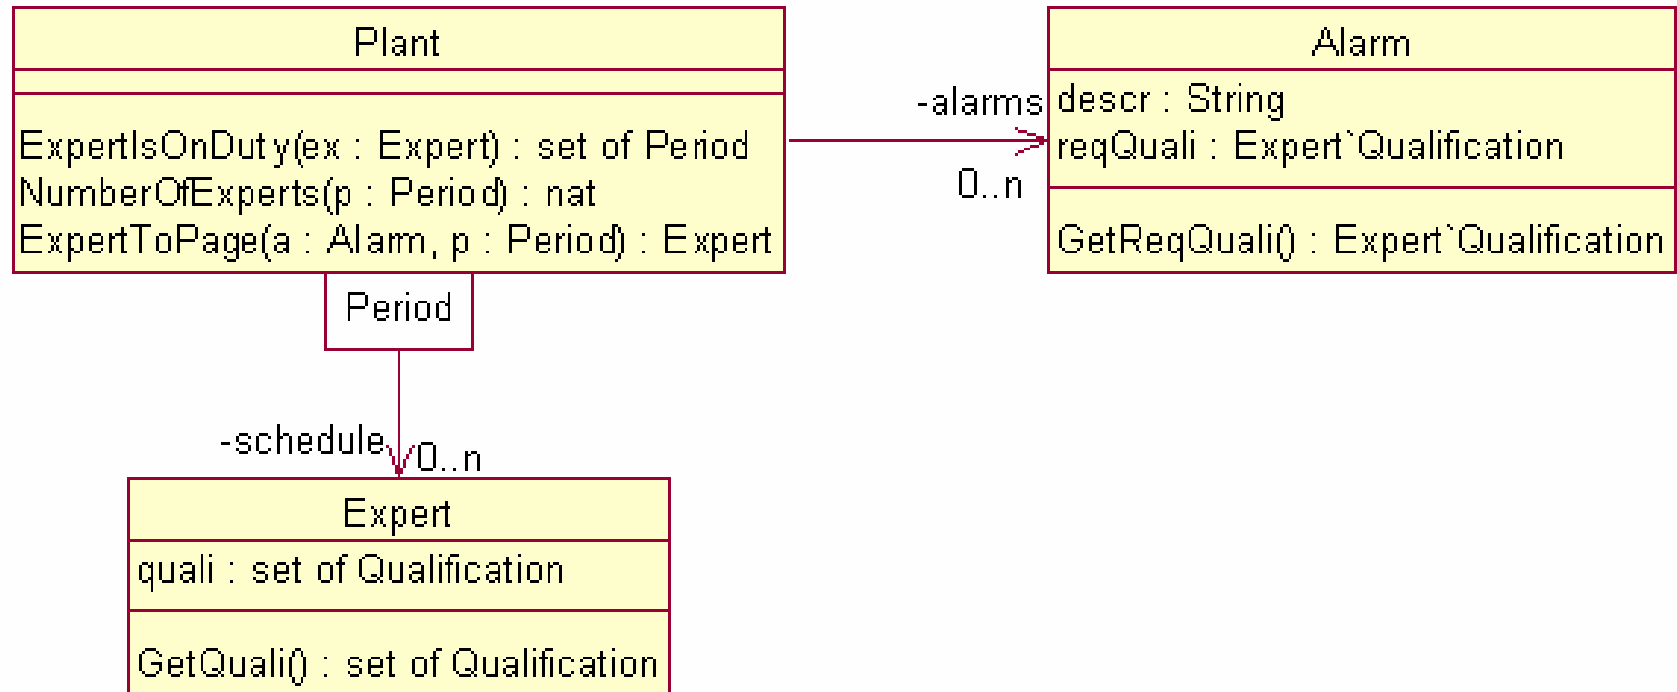 Plant
ExpertIsOnDuty(ex : Expert) : set of Period
NumberOfExperts(p : Period) : nat
ExpertToPage(a : Alarm, p : Period) : Expert
Period
-alarms
0..n
Alarm
descr : String
reqQuali : Expert`Qualification
GetReqQuali() : Expert`Qualification
-schedule
0..n
Expert
quali : set of Qualification
GetQuali() : set of Qualification